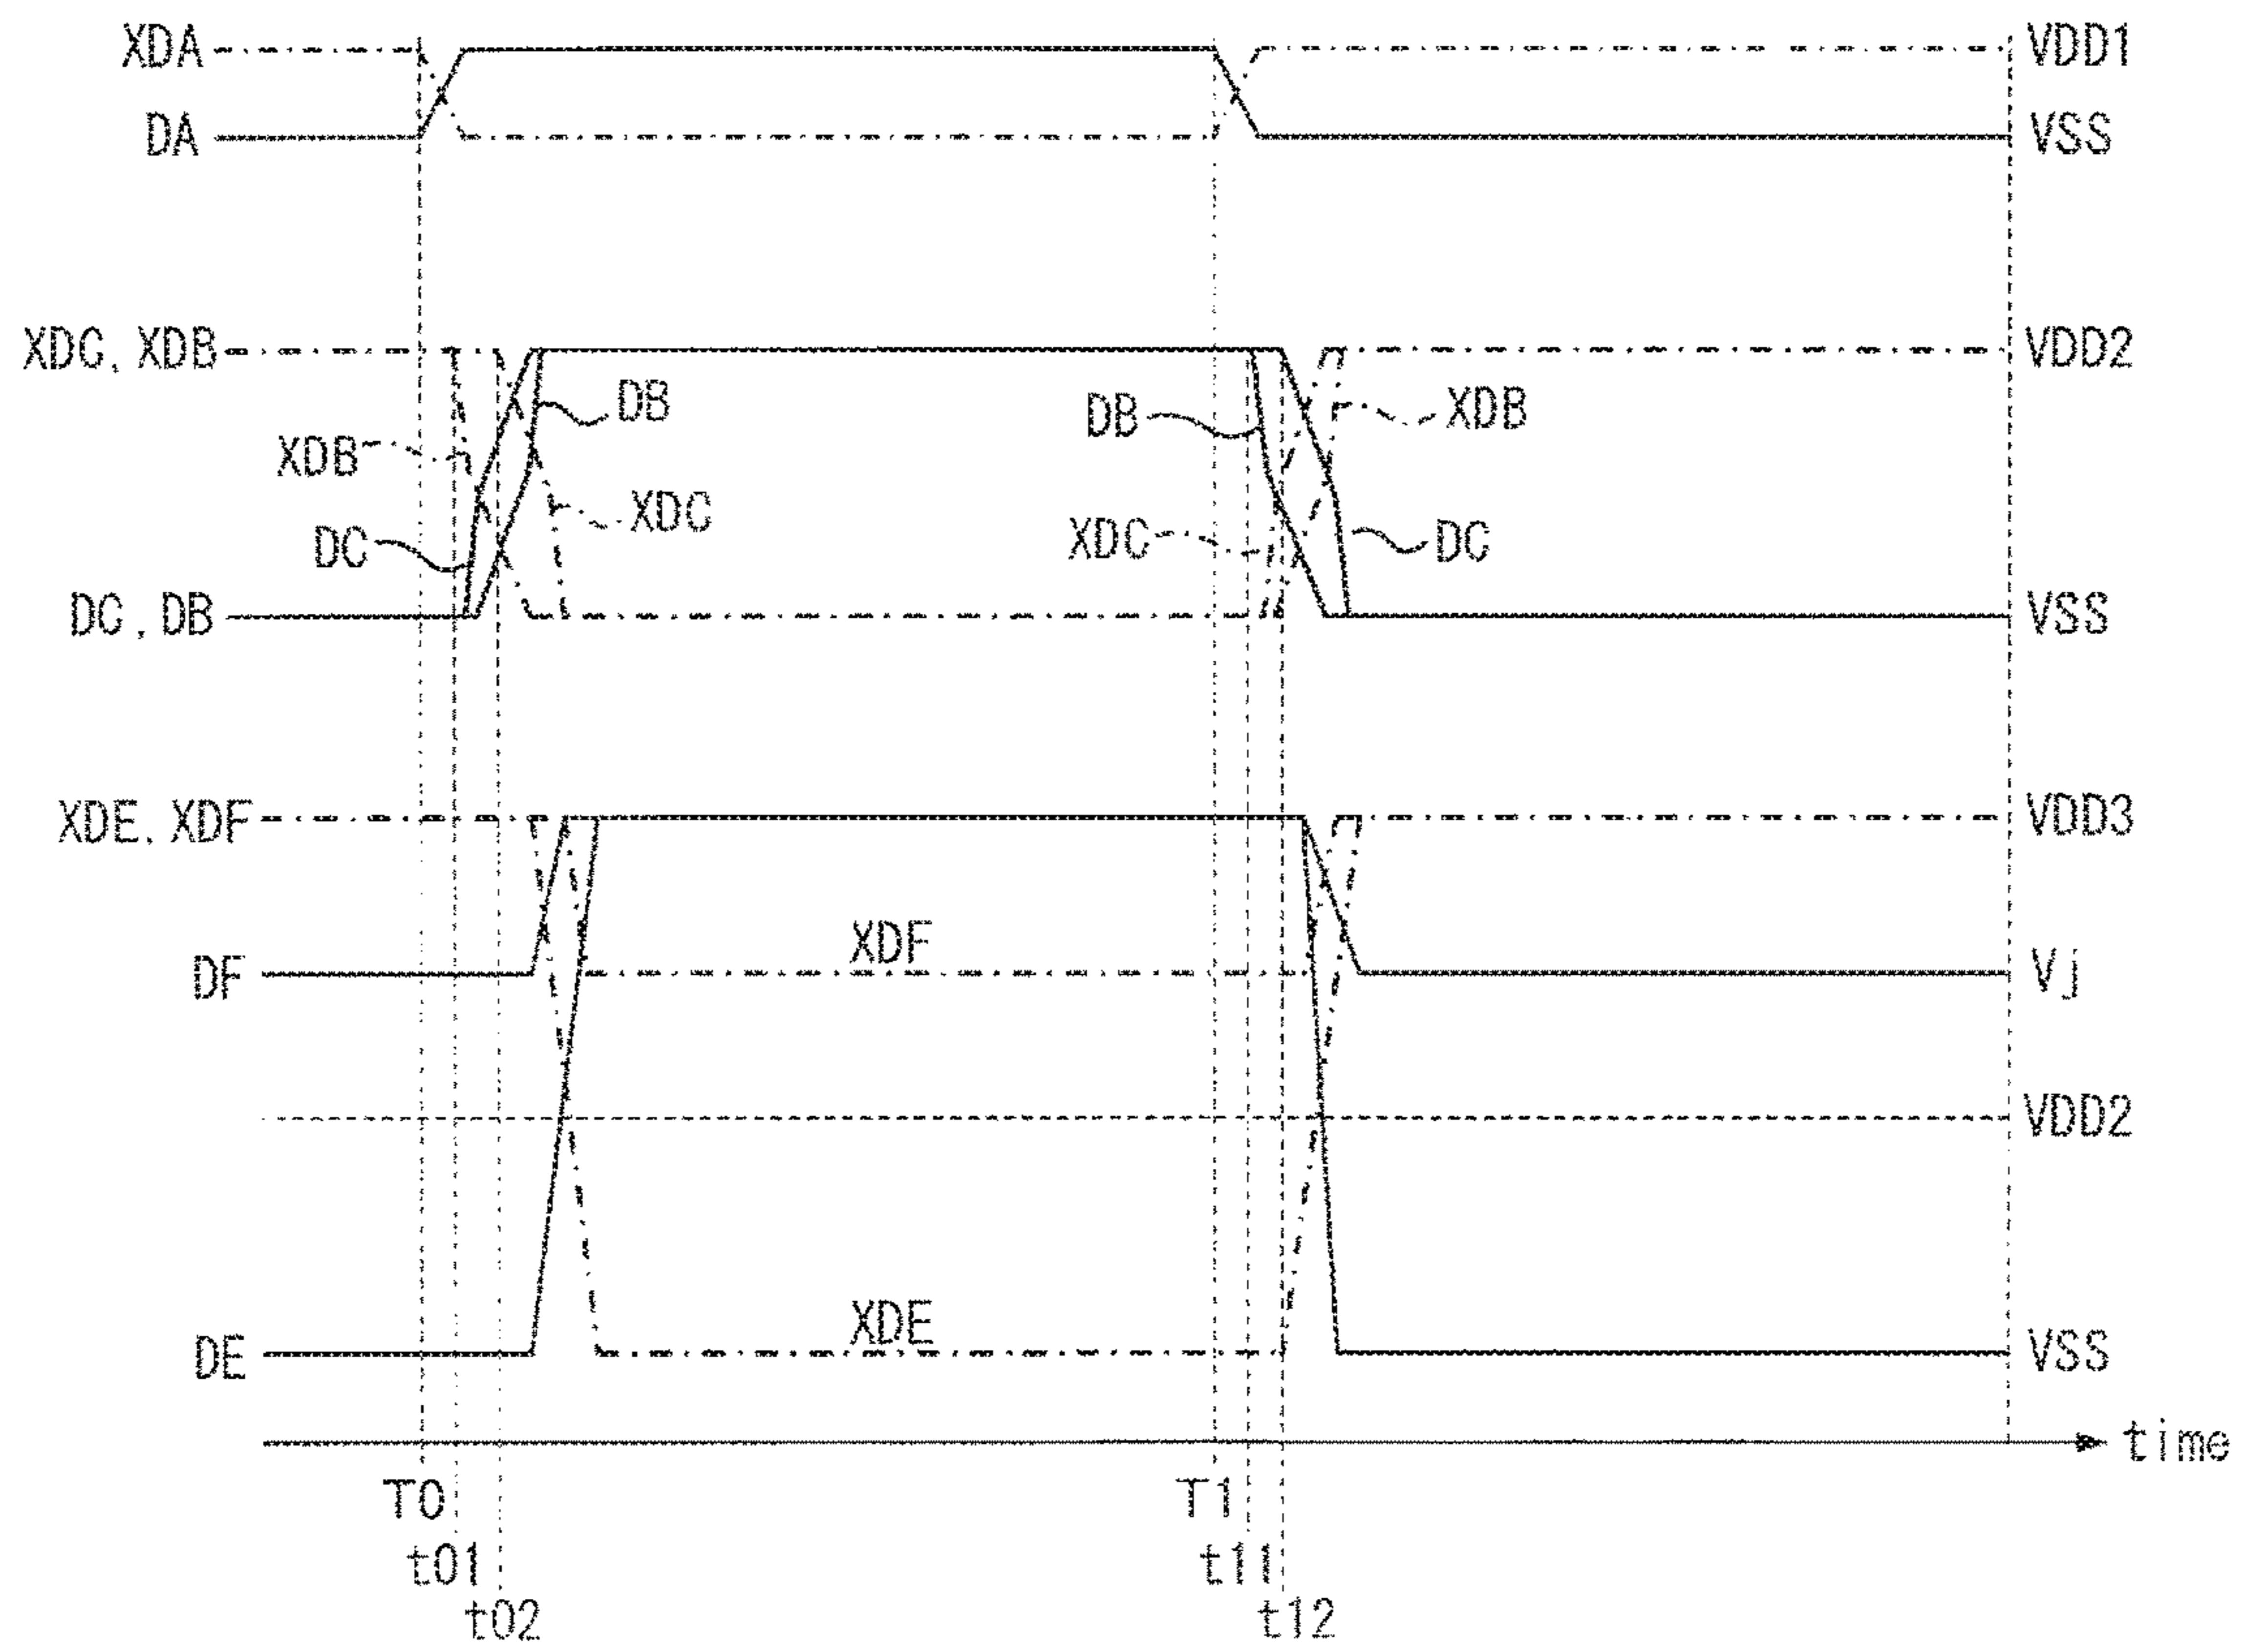 XDA
VDD1
DA
VSS
XDC, XDB
VDD2
DB
DB
XDB
XDB
XDC
XDC
DC
DC
DC, DB
VSS
XDE, XDF
VDD3
XDF
DF
Vj
VDD2
XDE
DE
VSS
time
T0
T1
t01
t11
t02
t12